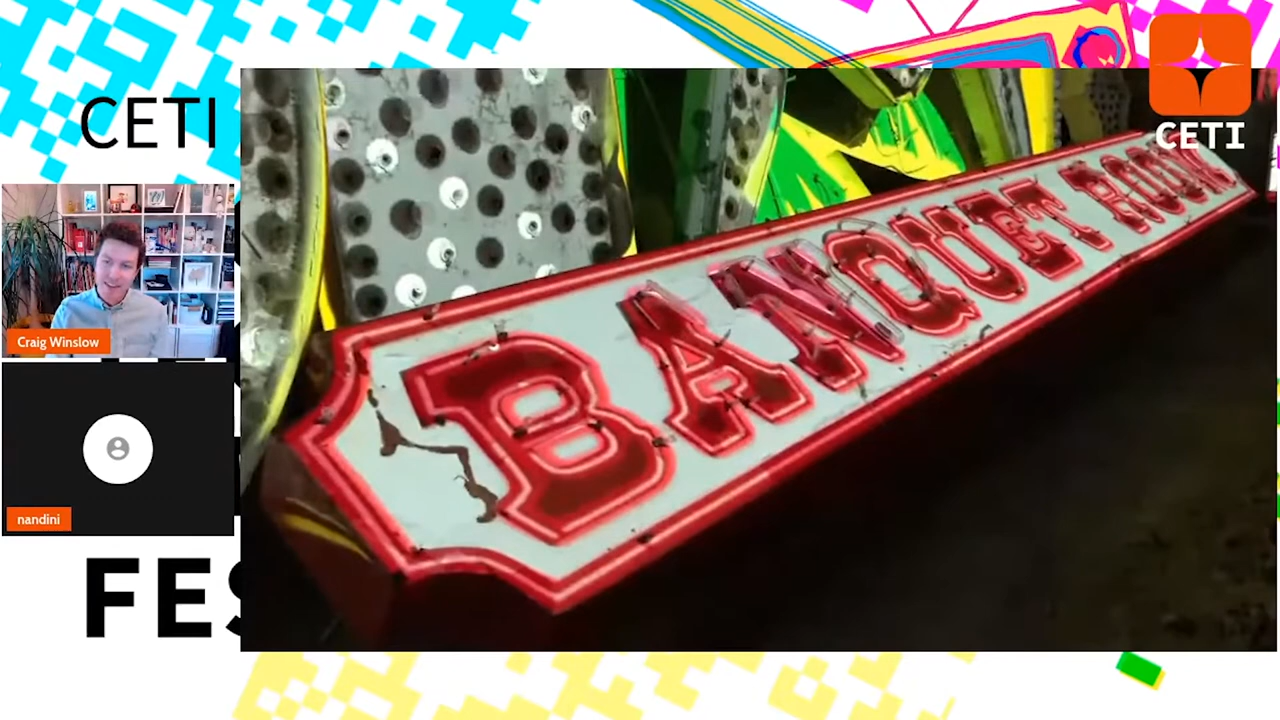 CETI
CETI
Craig Winslow
BANQUET ROOM
nandini
FES